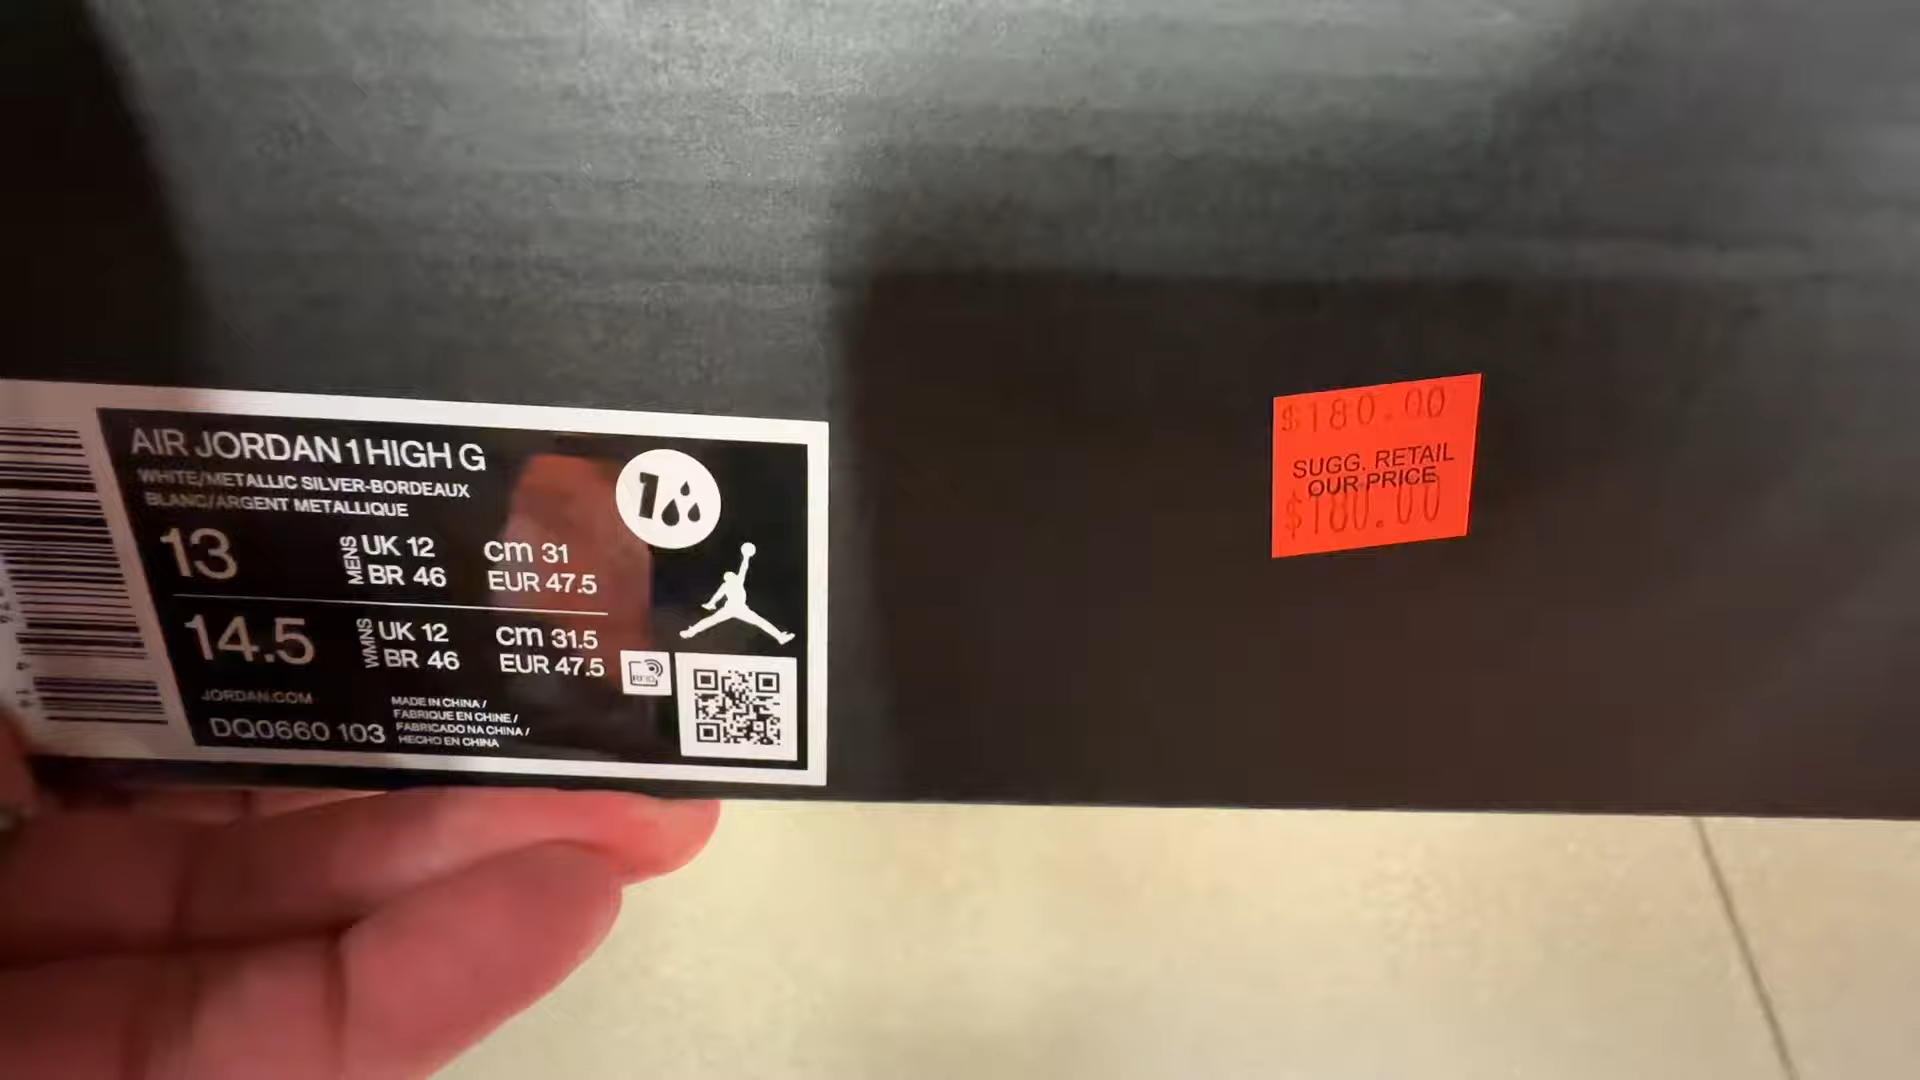 AIR JORDAN 1 HIGH G
WHITE/METALLIC SILVER-BORDEAUX
BLANC/ARGENT METALLIQUE
13
MENS
UK 12
BR 46
cm 31
EUR 47.5
14.5
WMNS
UK 12
BR 46
cm 31.5
EUR 47.5
RFID
JORDAN.COM
DQ0660 103
MADE IN CHINA /
FABRIQUE EN CHINE /
FABRICADO NA CHINA /
HECHO EN CHINA
1
$180.00
SUGG. RETAIL
OUR PRICE
$180.00